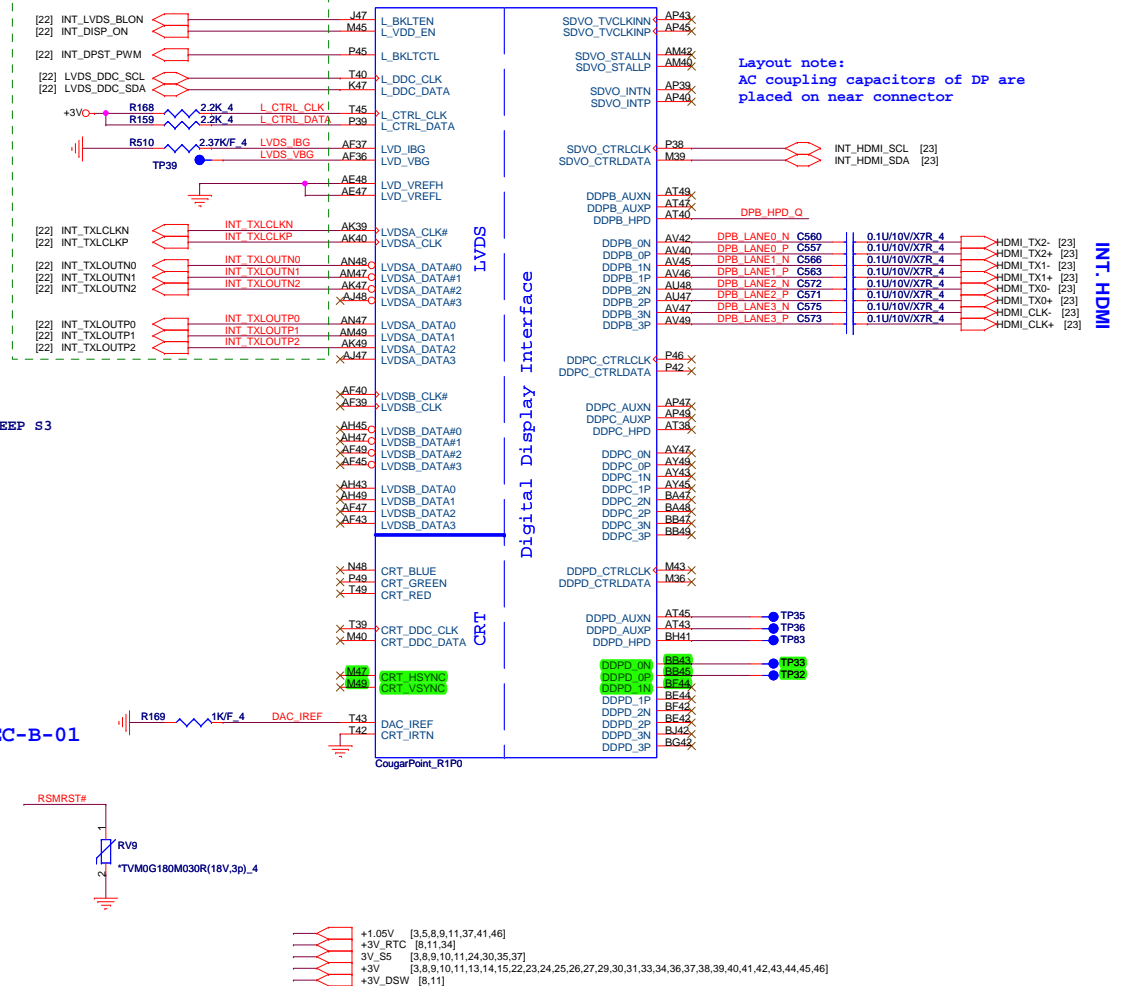 [22] INT_LVDS_BLON
[22] INT_DISP_ON
[22] INT_DPST_PWM
[22] LVDS_DDC_SCL
[22] LVDS_DDC_SDA
+3V
R168 2.2K_4 L_CTRL_CLK
R159 2.2K_4 L_CTRL_DATA
R510 2.37K/F_4 LVDS_IBG
TP39 LVDS_VBG
[22] INT_TXLCLKN INT_TXLCLKN
[22] INT_TXLCLKP INT_TXLCLKP
[22] INT_TXLOUTN0 INT_TXLOUTN0
[22] INT_TXLOUTN1 INT_TXLOUTN1
[22] INT_TXLOUTN2 INT_TXLOUTN2
[22] INT_TXLOUTP0 INT_TXLOUTP0
[22] INT_TXLOUTP1 INT_TXLOUTP1
[22] INT_TXLOUTP2 INT_TXLOUTP2
EEP S3
C-B-01
J47 L_BKLTEN
M45 L_VDD_EN
P45 L_BKLTCTL
T40 L_DDC_CLK
K47 L_DDC_DATA
T45 L_CTRL_CLK
P39 L_CTRL_DATA
AF37 LVD_IBG
AF36 LVD_VBG
AE48 LVD_VREFH
AE47 LVD_VREFL
AK39 LVDSA_CLK#
AK40 LVDSA_CLK
AN48 LVDSA_DATA#0
AM47 LVDSA_DATA#1
AK47 LVDSA_DATA#2
AJ48 LVDSA_DATA#3
AN47 LVDSA_DATA0
AM49 LVDSA_DATA1
AK49 LVDSA_DATA2
AJ47 LVDSA_DATA3
AF40 LVDSB_CLK#
AF39 LVDSB_CLK
AH45 LVDSB_DATA#0
AH47 LVDSB_DATA#1
AF49 LVDSB_DATA#2
AF45 LVDSB_DATA#3
AH43 LVDSB_DATA0
AH49 LVDSB_DATA1
AF47 LVDSB_DATA2
AF43 LVDSB_DATA3
N48 CRT_BLUE
P49 CRT_GREEN
T49 CRT_RED
T39 CRT_DDC_CLK
M40 CRT_DDC_DATA
M47 CRT_HSYNC
M49 CRT_VSYNC
R169 1K/F_4 DAC_IREF T43 DAC_IREF
T42 CRT_IRTN
LVDS
CRT
Digital Display Interface
CougarPoint_R1P0
SDVO_TVCLKINN AP43
SDVO_TVCLKINP AP45
SDVO_STALLN AM42
SDVO_STALLP AM40
SDVO_INTN AP39
SDVO_INTP AP40
SDVO_CTRLCLK P38 INT_HDMI_SCL [23]
SDVO_CTRLDATA M39 INT_HDMI_SDA [23]
DDPB_AUXN AT49
DDPB_AUXP AT47
DDPB_HPD AT40 DPB_HPD_Q
DDPB_0N AV42 DPB_LANE0_N C560 0.1U/10V/X7R_4 HDMI_TX2- [23]
DDPB_0P AV40 DPB_LANE0_P C557 0.1U/10V/X7R_4 HDMI_TX2+ [23]
DDPB_1N AV45 DPB_LANE1_N C566 0.1U/10V/X7R_4 HDMI_TX1- [23]
DDPB_1P AV46 DPB_LANE1_P C563 0.1U/10V/X7R_4 HDMI_TX1+ [23]
DDPB_2N AU48 DPB_LANE2_N C572 0.1U/10V/X7R_4 HDMI_TX0- [23]
DDPB_2P AU47 DPB_LANE2_P C571 0.1U/10V/X7R_4 HDMI_TX0+ [23]
DDPB_3N AV47 DPB_LANE3_N C575 0.1U/10V/X7R_4 HDMI_CLK- [23]
DDPB_3P AV49 DPB_LANE3_P C573 0.1U/10V/X7R_4 HDMI_CLK+ [23]
INT. HDMI
DDPC_CTRLCLK P46
DDPC_CTRLDATA P42
DDPC_AUXN AP47
DDPC_AUXP AP49
DDPC_HPD AT38
DDPC_0N AY47
DDPC_0P AY49
DDPC_1N AY43
DDPC_1P AY45
DDPC_2N BA47
DDPC_2P BA48
DDPC_3N BB47
DDPC_3P BB49
DDPD_CTRLCLK M43
DDPD_CTRLDATA M36
DDPD_AUXN AT45 TP35
DDPD_AUXP AT43 TP36
DDPD_HPD BH41 TP83
DDPD_0N BB43 TP33
DDPD_0P BB45 TP32
DDPD_1N BF44
DDPD_1P BE44
DDPD_2N BF42
DDPD_2P BE42
DDPD_3N BJ42
DDPD_3P BG42
Layout note:
AC coupling capacitors of DP are
placed on near connector
RSMRST#
1
RV9
*TVM0G180M030R(18V,3p)_4
2
+1.05V [3,5,8,9,11,37,41,46]
+3V_RTC [8,11,34]
3V_S5 [3,8,9,10,11,24,30,35,37]
+3V [3,8,9,10,11,13,14,15,22,23,24,25,26,27,29,30,31,33,34,36,37,38,39,40,41,42,43,44,45,46]
+3V_DSW [8,11]